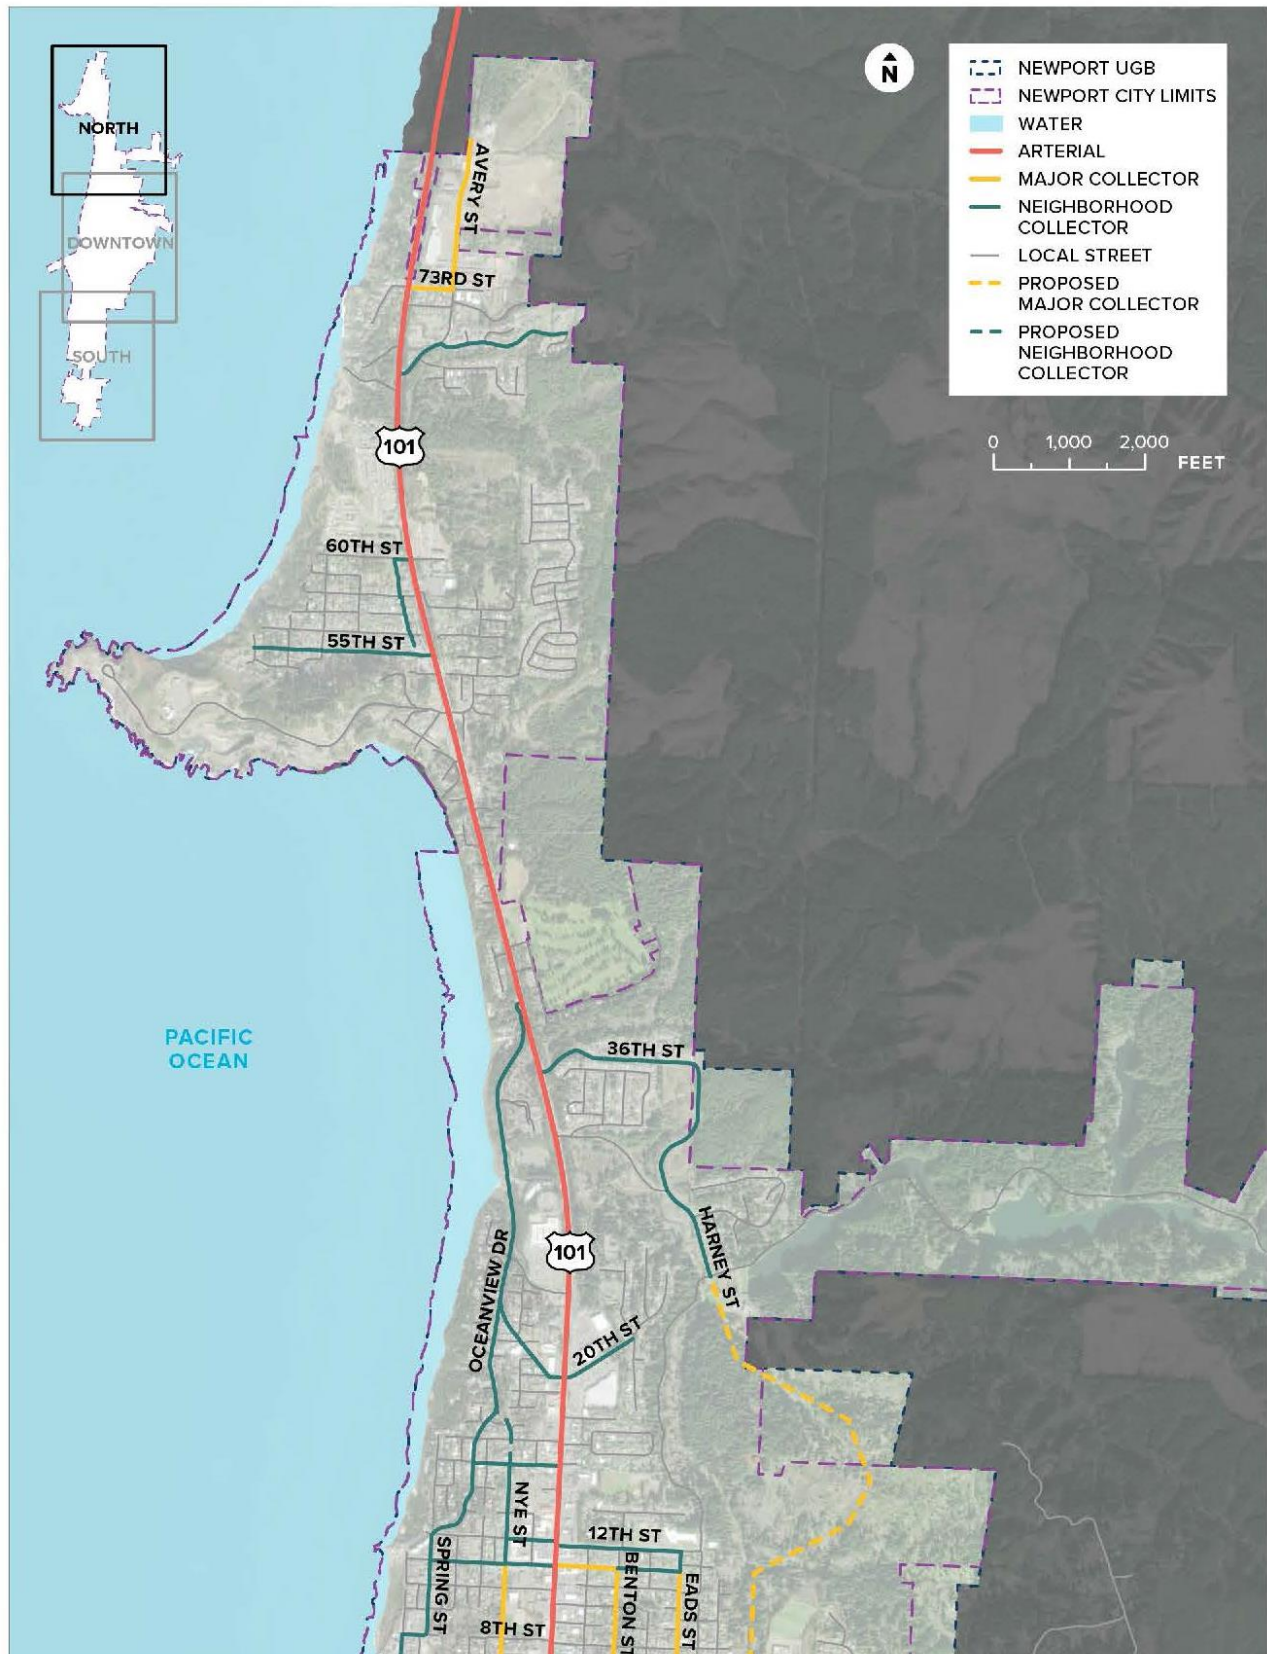 NORTH
DOWNTOWN
SOUTH
N
NEWPORT UGB
NEWPORT CITY LIMITS
WATER
ARTERIAL
MAJOR COLLECTOR
NEIGHBORHOOD
COLLECTOR
LOCAL STREET
PROPOSED
MAJOR COLLECTOR
PROPOSED
NEIGHBORHOOD
COLLECTOR
0 1,000 2,000
FEET
AVERY ST
73RD ST
101
60TH ST
55TH ST
PACIFIC
OCEAN
36TH ST
HARNEY ST
OCEANVIEW DR
101
20TH ST
NYE ST
12TH ST
SPRING ST
BENTON ST
EADS ST
8TH ST